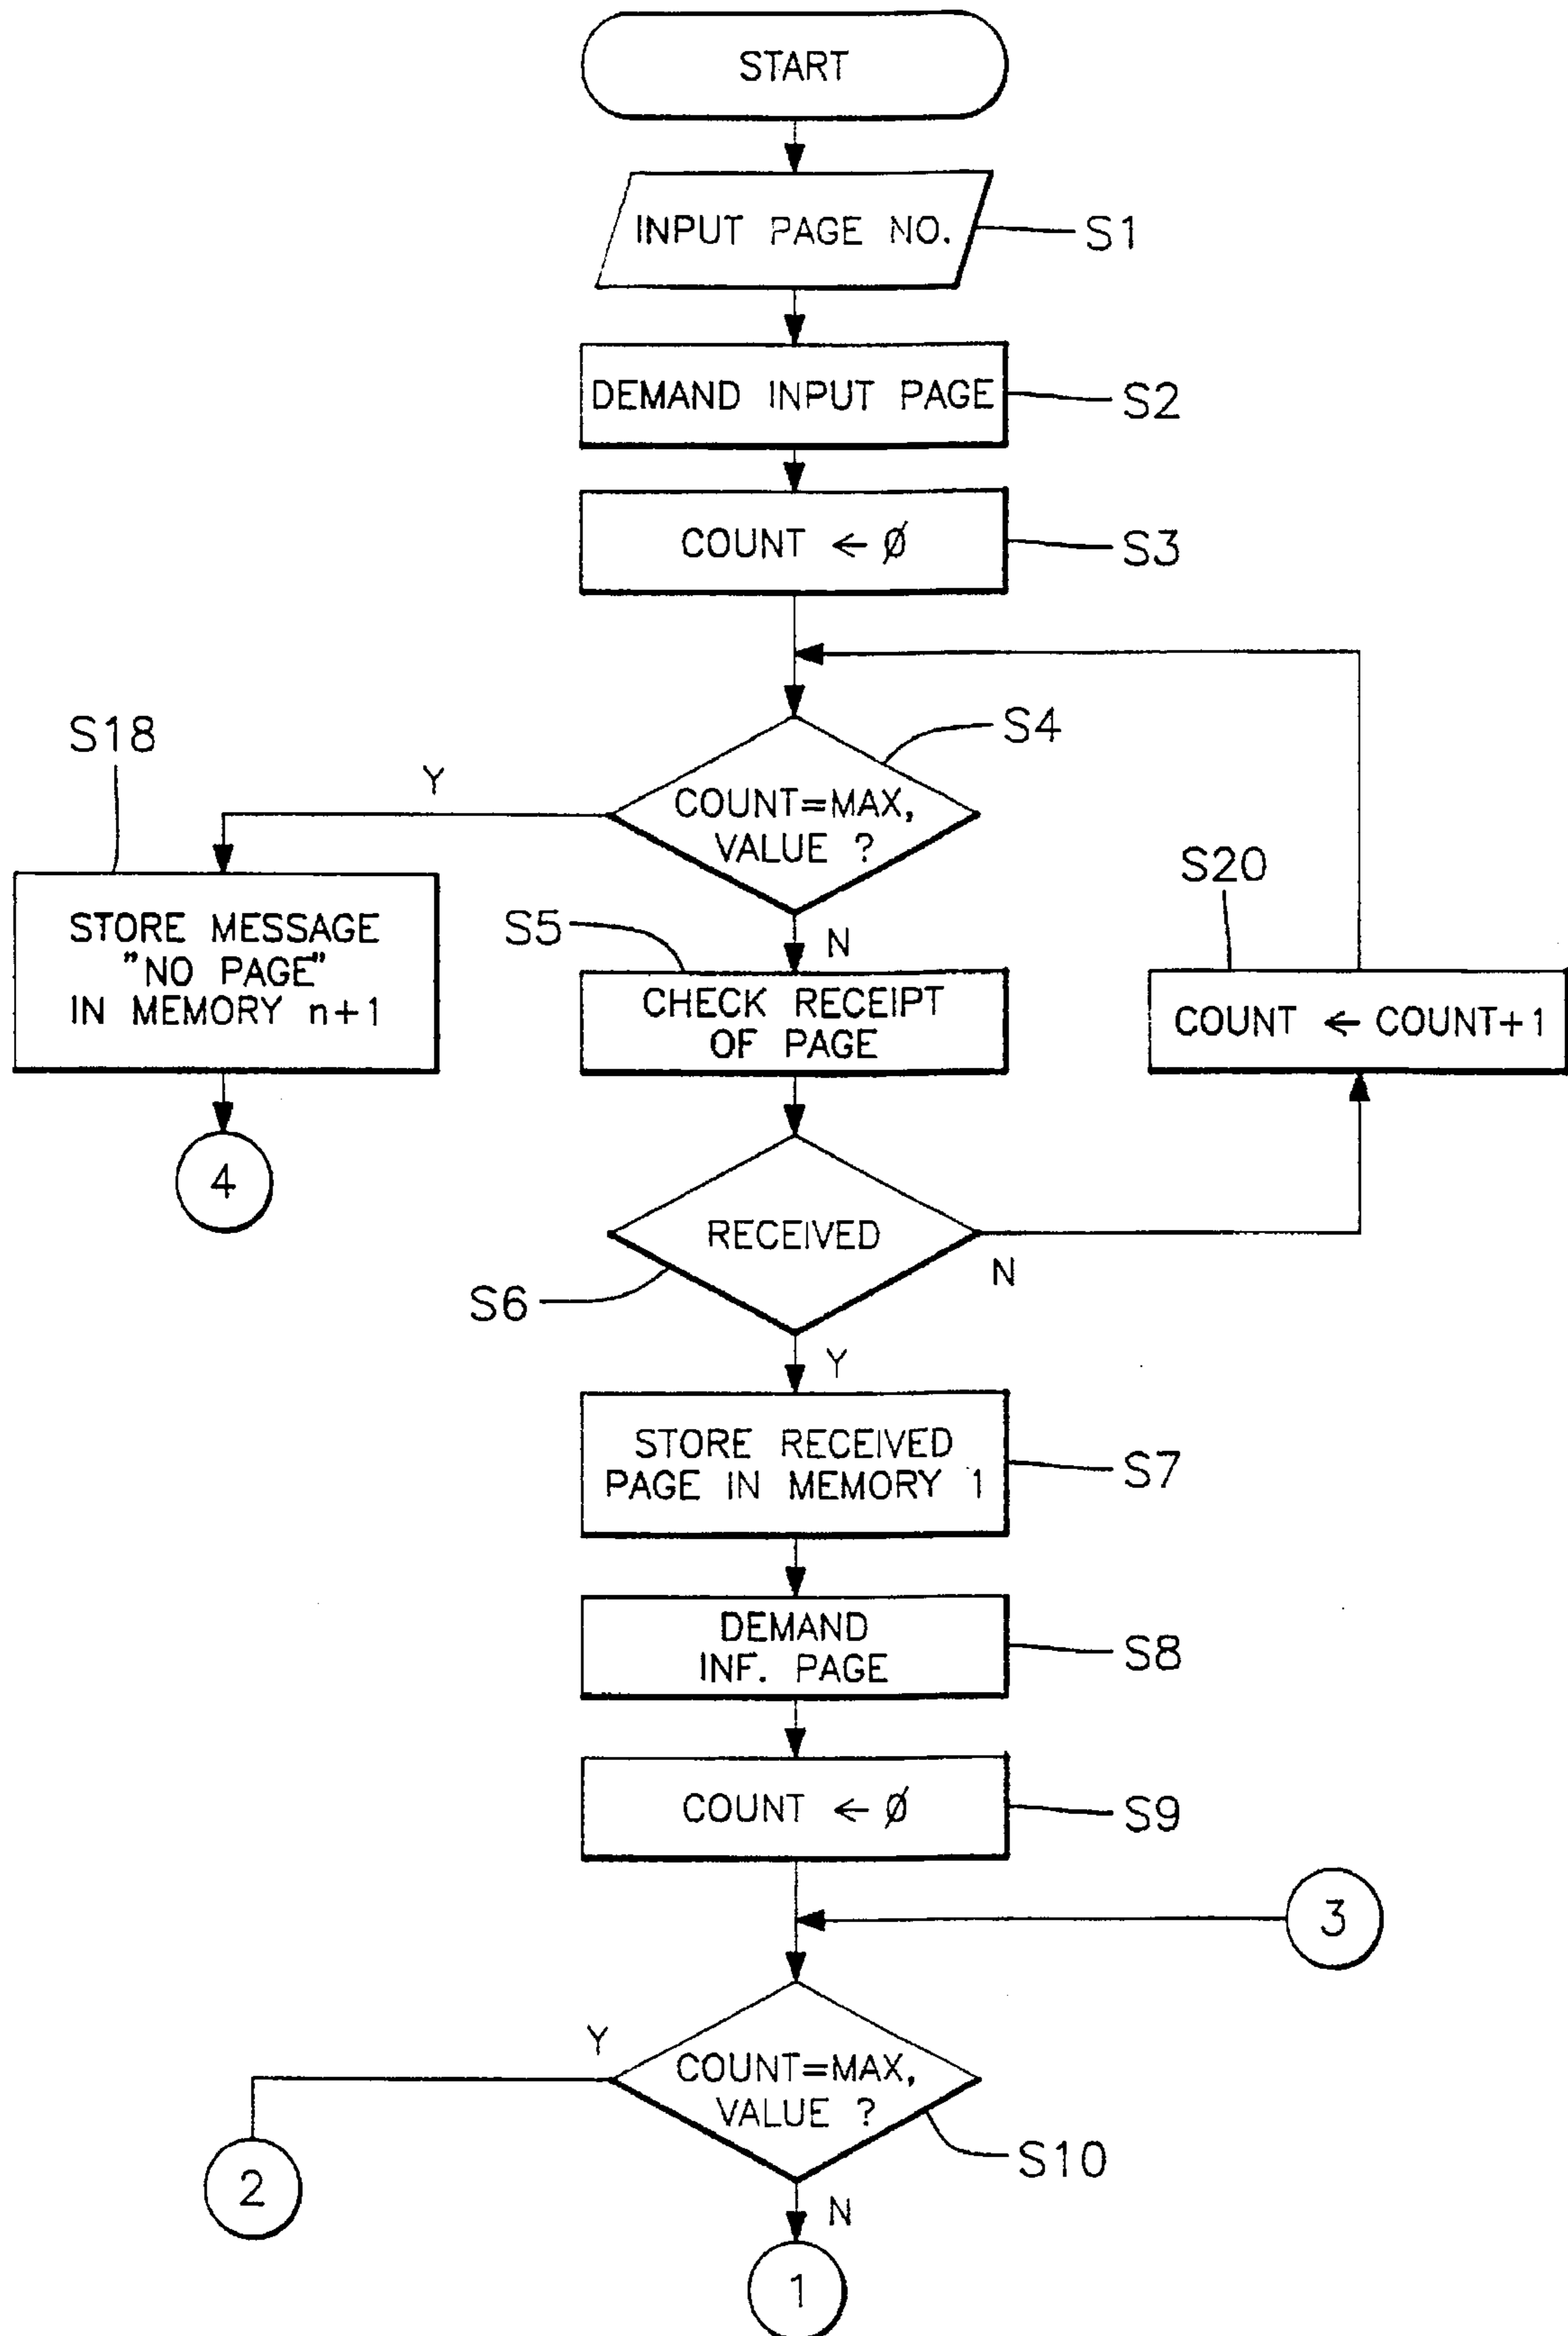 START
INPUT PAGE NO.
S1
DEMAND INPUT PAGE
S2
COUNT ← Ø
S3
S4
COUNT=MAX,
VALUE ?
Y
S18
STORE MESSAGE
"NO PAGE"
IN MEMORY n+1
4
N
S5
CHECK RECEIPT
OF PAGE
S20
COUNT ← COUNT+1
RECEIVED
N
S6
Y
STORE RECEIVED
PAGE IN MEMORY 1
S7
DEMAND
INF. PAGE
S8
COUNT ← Ø
S9
3
Y
COUNT=MAX,
VALUE ?
S10
2
N
1